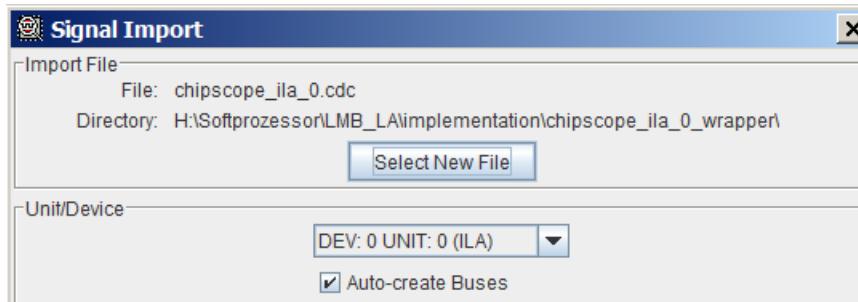 Signal Import
Import File
File: chipscope_ila_0.cdc
Directory: H:\Softprozessor\LMB_LA\implementation\chipscope_ila_0_wrapper\
Select New File
Unit/Device
DEV: 0 UNIT: 0 (ILA)
Auto-create Buses